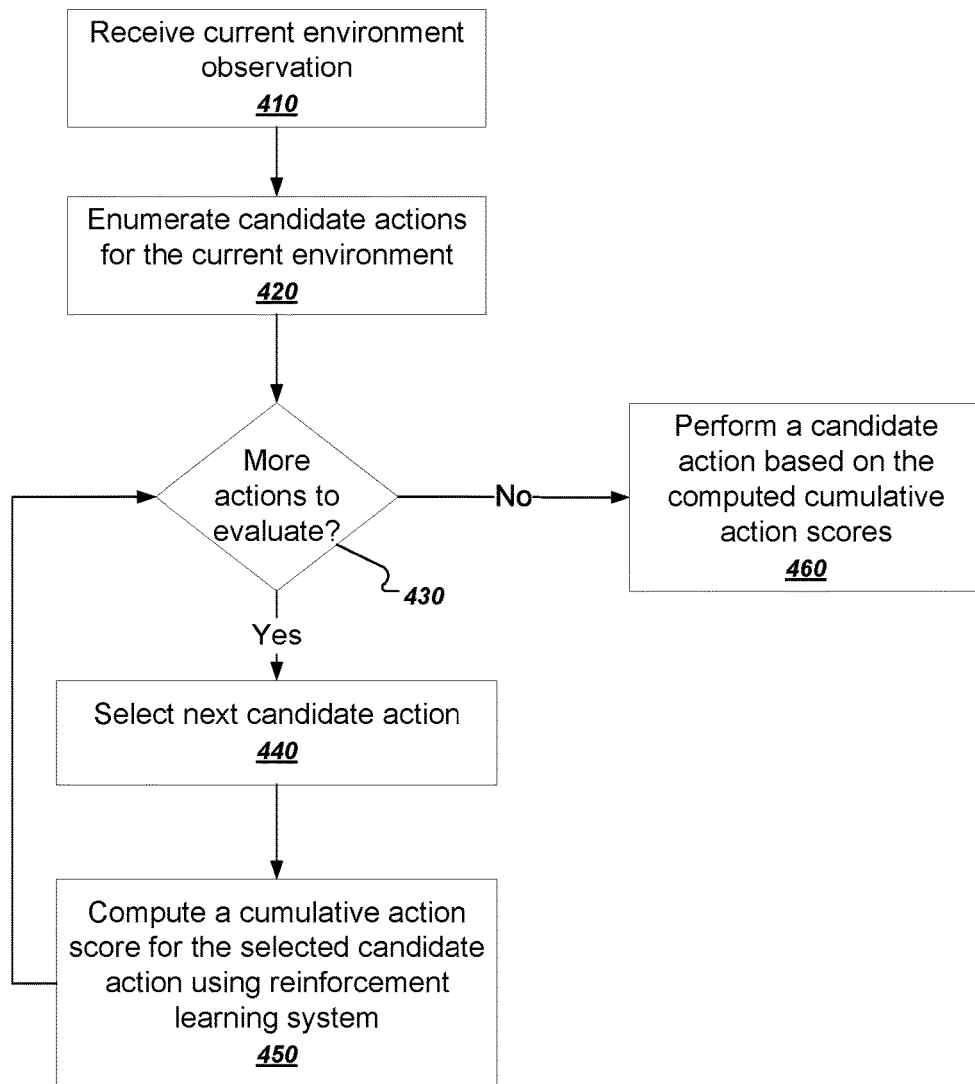 Receive current environment
observation
410
Enumerate candidate actions
for the current environment
420
More
actions to
evaluate?
430
No
Perform a candidate
action based on the
computed cumulative
action scores
460
Yes
Select next candidate action
440
Compute a cumulative action
score for the selected candidate
action using reinforcement
learning system
450